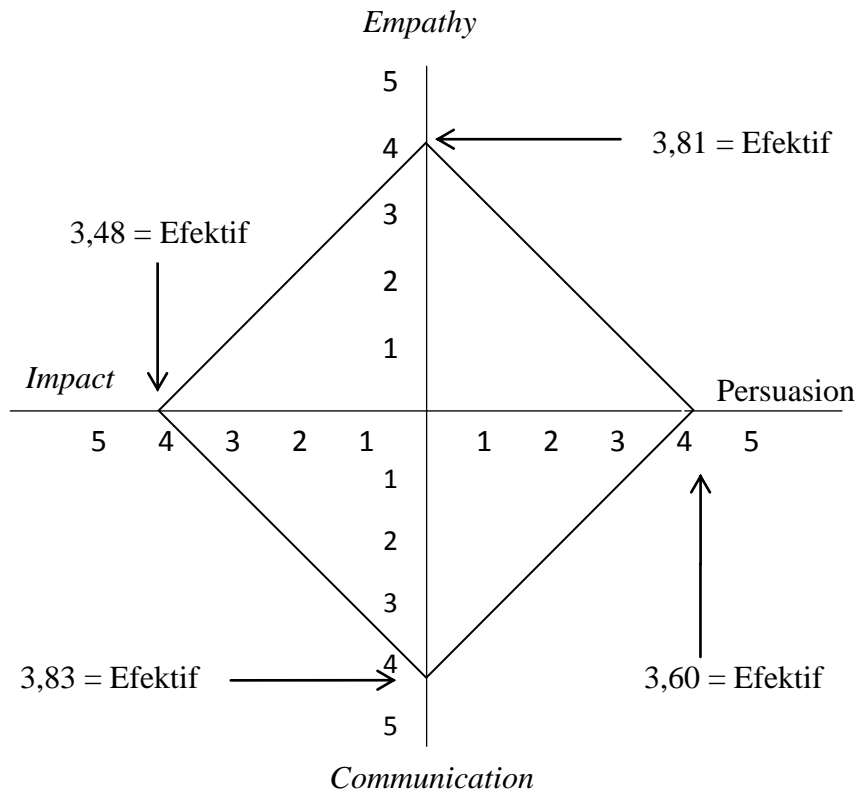 Empathy
5
4
3,81 = Efektif
3
3,48 = Efektif
2
1
Impact
Persuasion
5 4 3 2 1 1 2 3 4 5
1
2
3
4
3,83 = Efektif
3,60 = Efektif
5
Communication